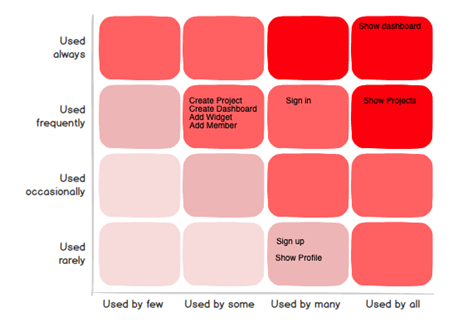 Used
always
Show dashboard
Used
frequently
Create Project
Create Dashboard
Add Widget
Add Member
Sign in
Show Projects
Used
occasionally
Used
rarely
Sign up
Show Profile
Used by few
Used by some
Used by many
Used by all